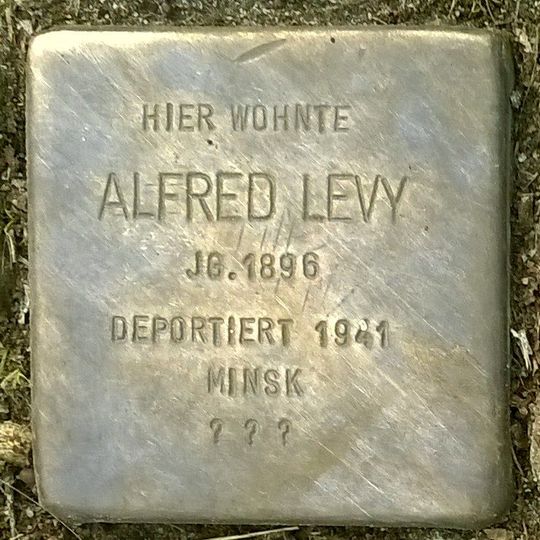 HIER WOHNTE
ALFRED LEVY
JG. 1896
DEPORTIERT 1941
MINSK
? ? ?